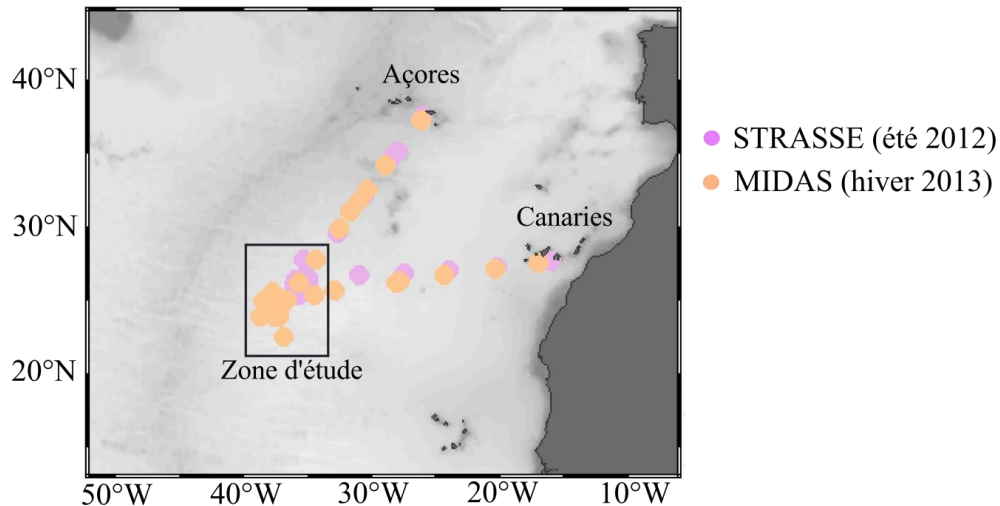 40°N
30°N
20°N
50°W
40°W
30°W
20°W
10°W
Açores
Canaries
Zone d'étude
STRASSE (été 2012)
MIDAS (hiver 2013)